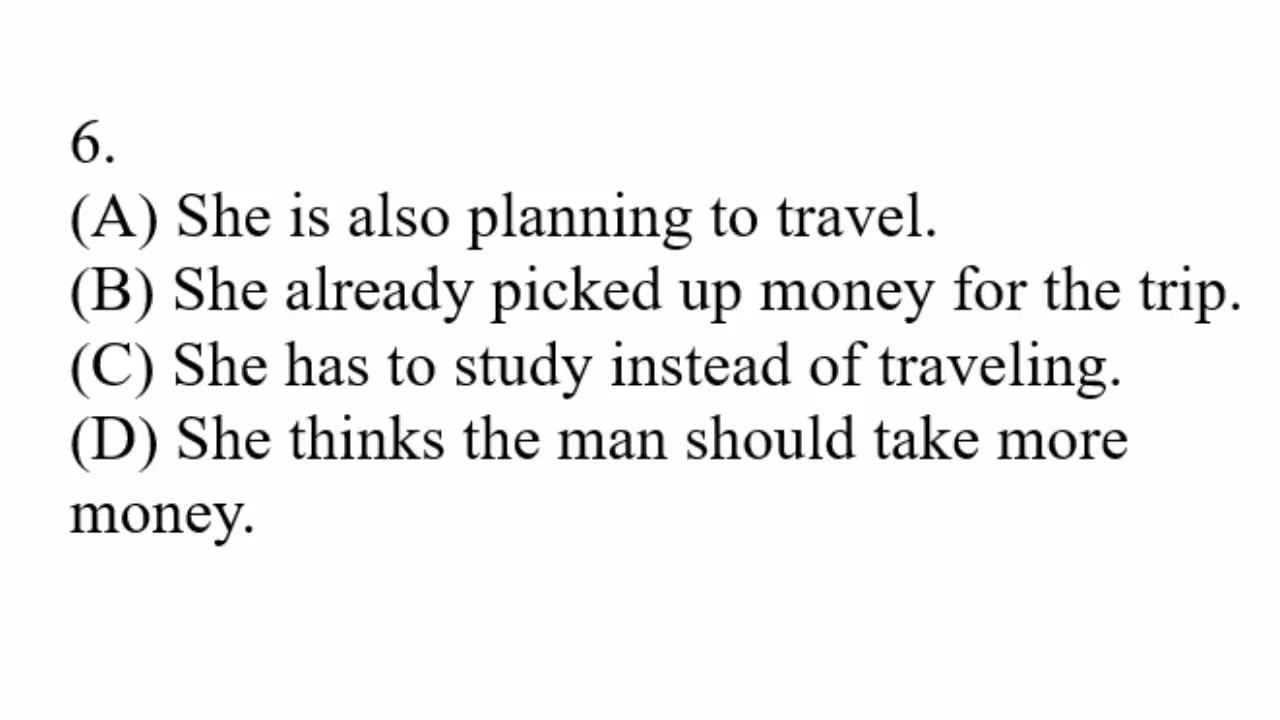 6.
(A) She is also planning to travel.
(B) She already picked up money for the trip.
(C) She has to study instead of traveling.
(D) She thinks the man should take more
money.